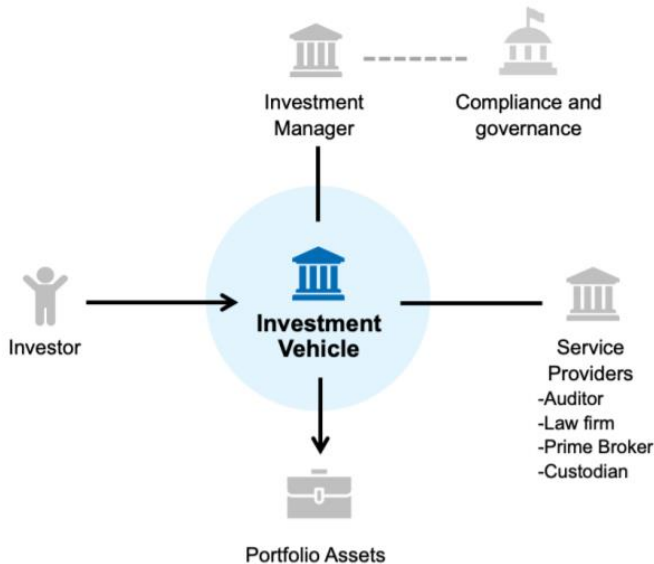 Investment
Manager
Compliance and
governance
Investor
Investment
Vehicle
Service
Providers
-Auditor
-Law firm
-Prime Broker
-Custodian
Portfolio Assets